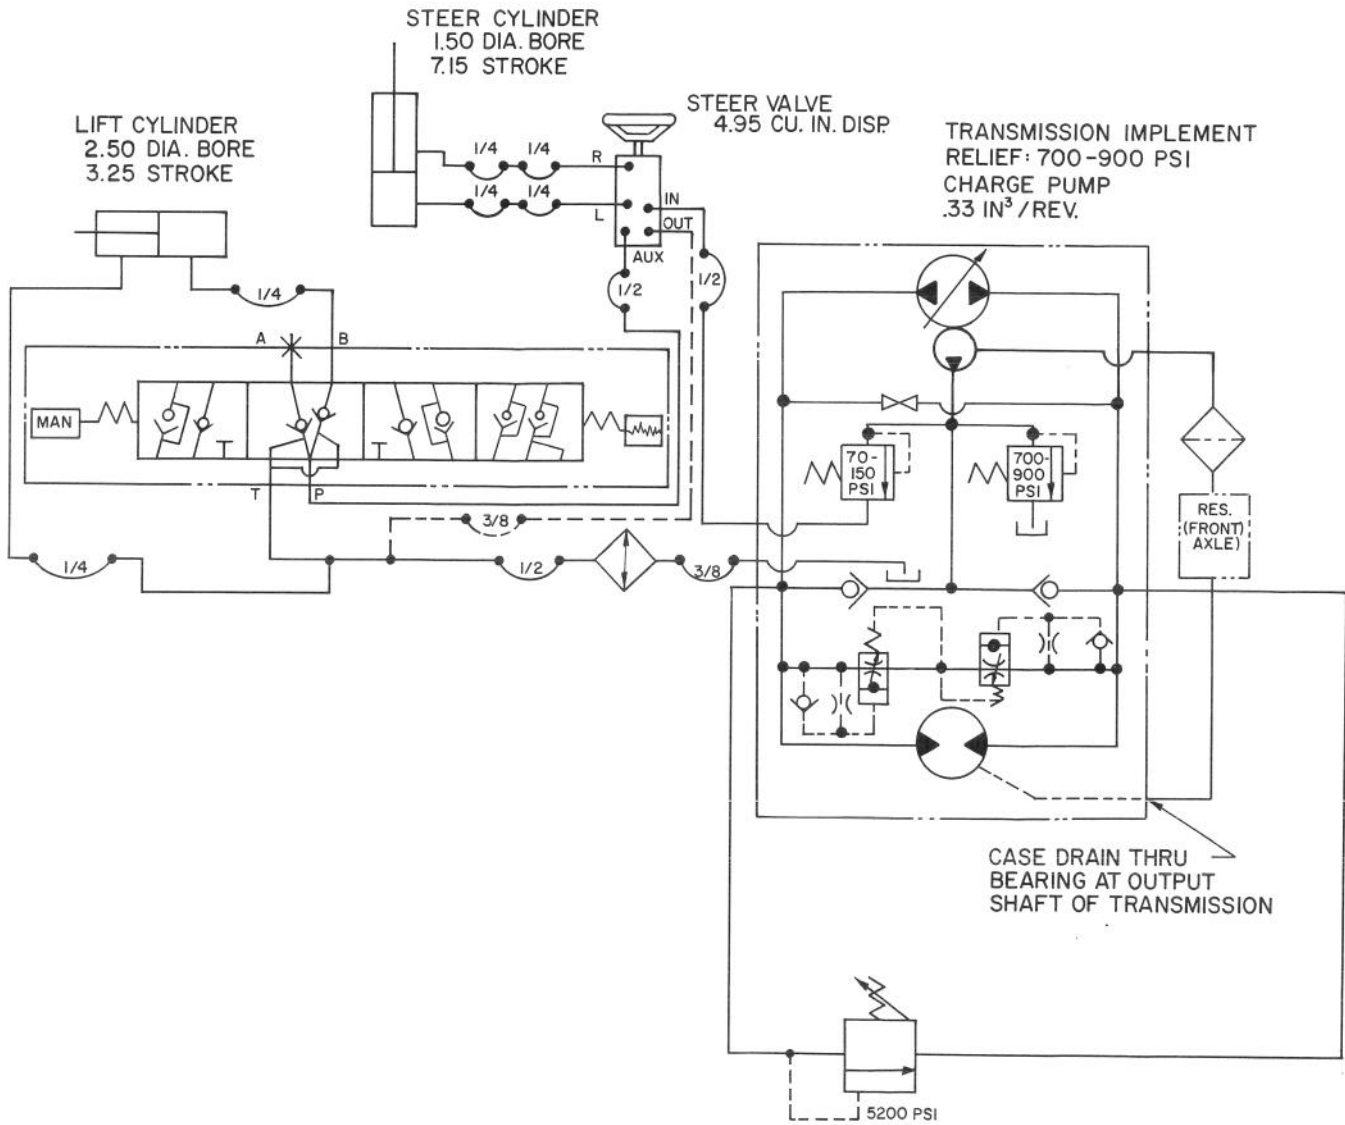 STEER CYLINDER
1.50 DIA. BORE
7.15 STROKE
STEER VALVE
4.95 CU. IN. DISP.
LIFT CYLINDER
2.50 DIA. BORE
3.25 STROKE
TRANSMISSION IMPLEMENT
RELIEF: 700-900 PSI
CHARGE PUMP
.33 IN³/REV.
1/4
1/4
R
1/4
1/4
L
IN
OUT
AUX
1/2
1/2
1/4
A
B
MAN
T
P
3/8
1/4
1/2
3/8
70-
150
PSI
700-
900
PSI
RES.
(FRONT)
AXLE)
CASE DRAIN THRU
BEARING AT OUTPUT
SHAFT OF TRANSMISSION
5200 PSI